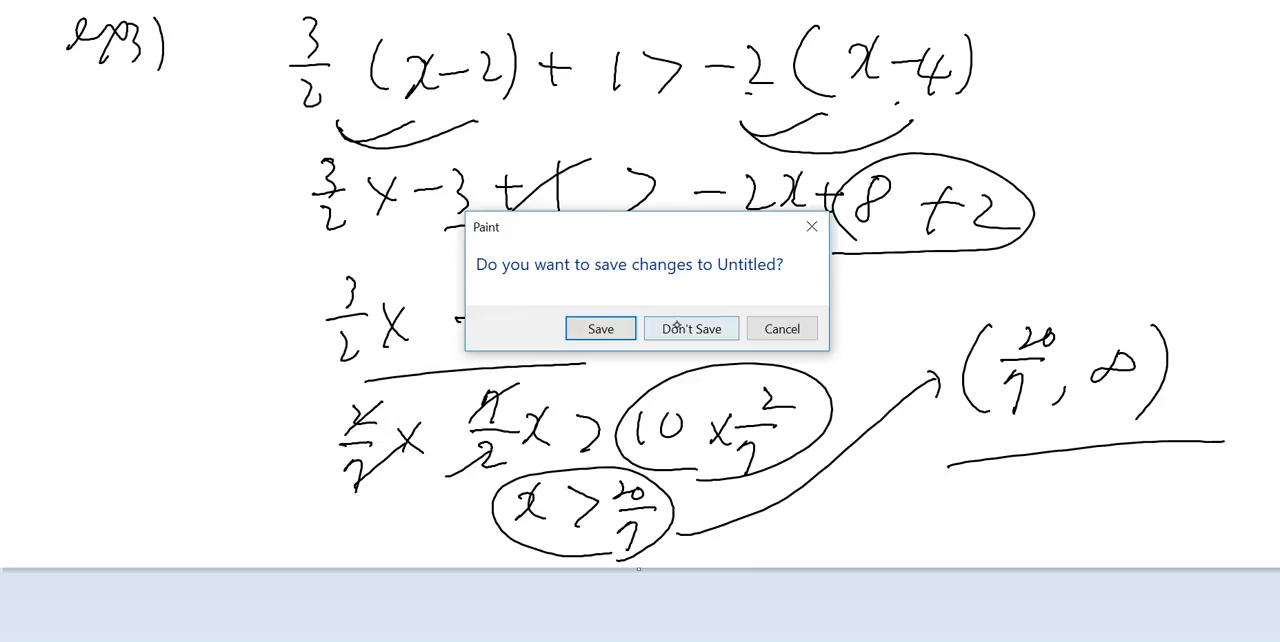 ex3)
3/2 (x-2) + 1 > -2(x-4)
3/2 x - 3 + 1 > - 2x + 8 + 2
Paint
Do you want to save changes to Untitled?
Save Don't Save Cancel
3/2 x -
(20/7, ∞)
2/7 x 7/2 x > 10 x 2/7
x > 20/7